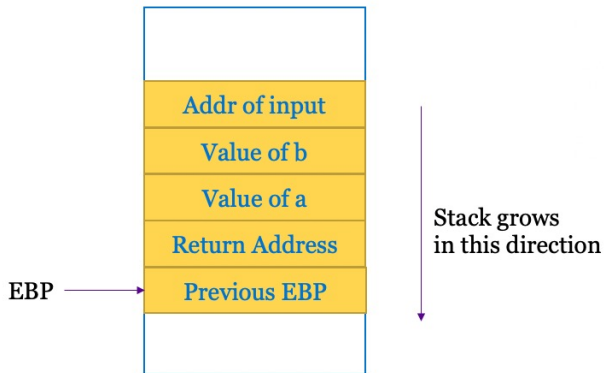 Addr of input
Value of b
Value of a
Return Address
Previous EBP
EBP
Stack grows
in this direction